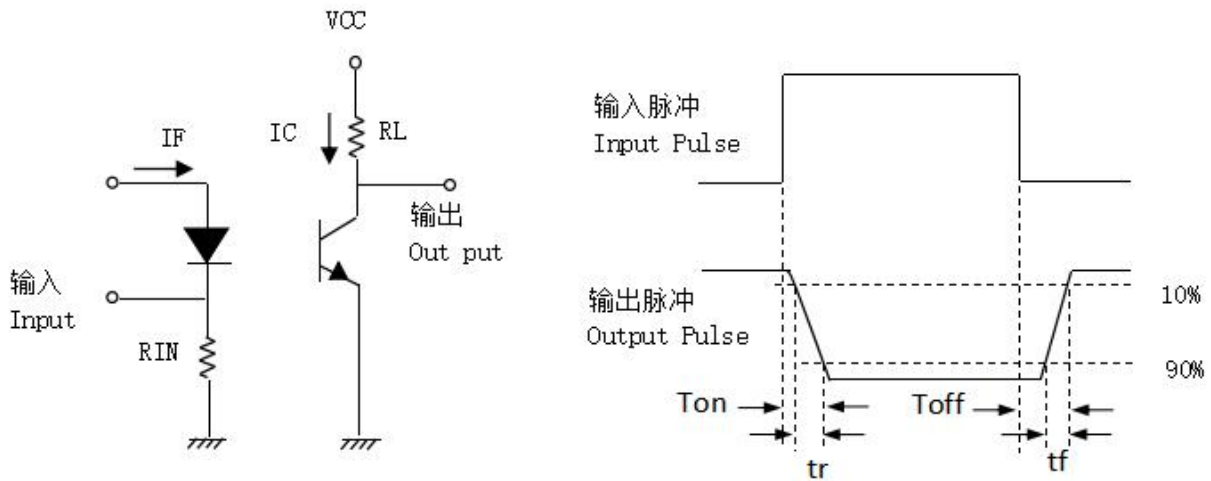 VCC
IF
IC
RL
输出
Out put
输入
Input
RIN
输入脉冲
Input Pulse
输出脉冲
Output Pulse
10%
90%
Ton
Toff
tr
tf